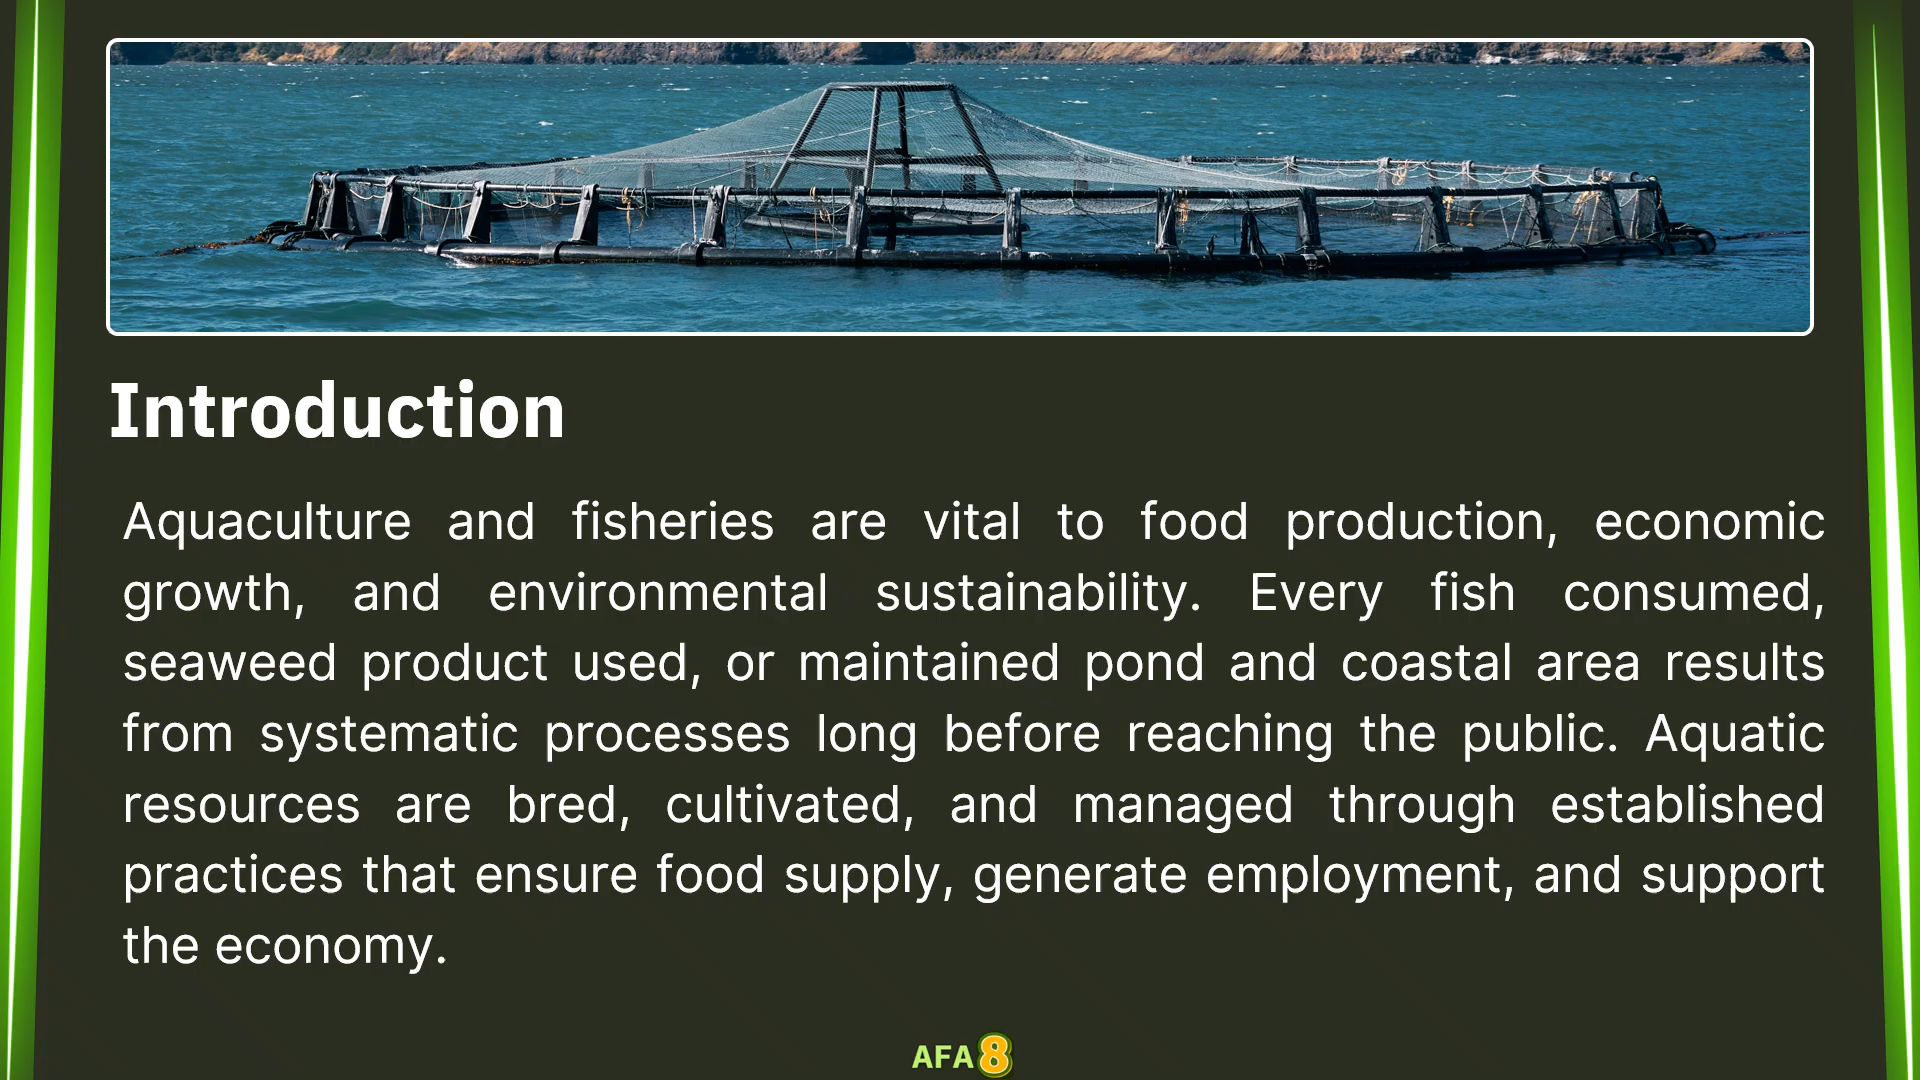 Introduction
Aquaculture and fisheries are vital to food production, economic
growth, and environmental sustainability. Every fish consumed,
seaweed product used, or maintained pond and coastal area results
from systematic processes long before reaching the public. Aquatic
resources are bred, cultivated, and managed through established
practices that ensure food supply, generate employment, and support
the economy.
AFA 8